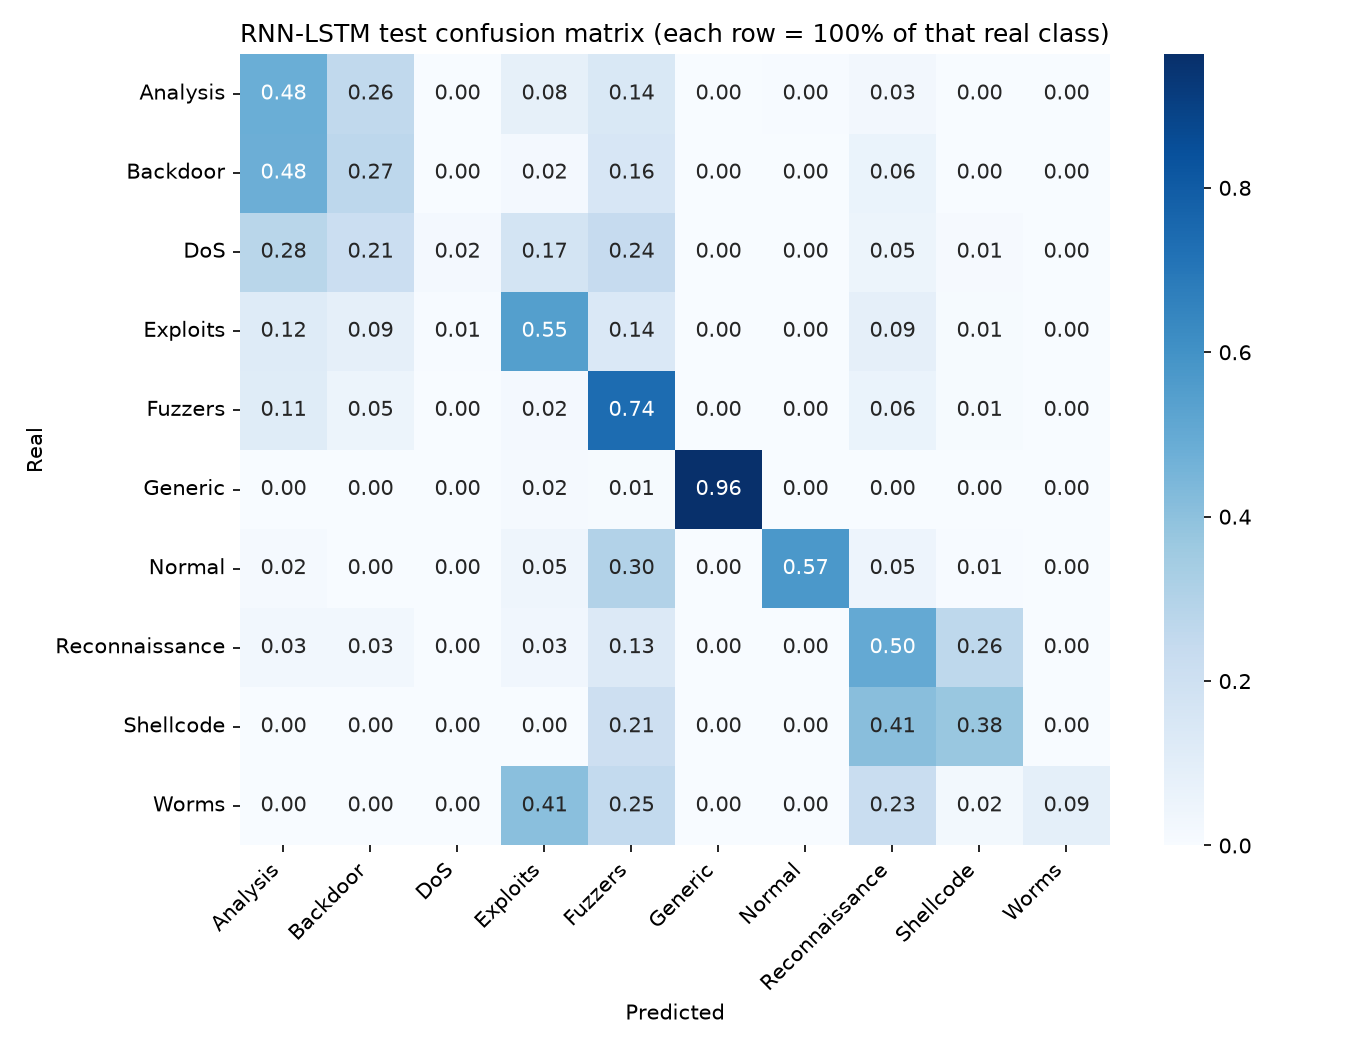 RNN-LSTM test confusion matrix (each row = 100% of that real class)
Analysis 0.48 0.26 0.00 0.08 0.14 0.00 0.00 0.03 0.00 0.00
Backdoor 0.48 0.27 0.00 0.02 0.16 0.00 0.00 0.06 0.00 0.00
DoS 0.28 0.21 0.02 0.17 0.24 0.00 0.00 0.05 0.01 0.00
Exploits 0.12 0.09 0.01 0.55 0.14 0.00 0.00 0.09 0.01 0.00
Fuzzers 0.11 0.05 0.00 0.02 0.74 0.00 0.00 0.06 0.01 0.00
Generic 0.00 0.00 0.00 0.02 0.01 0.96 0.00 0.00 0.00 0.00
Normal 0.02 0.00 0.00 0.05 0.30 0.00 0.57 0.05 0.01 0.00
Reconnaissance 0.03 0.03 0.00 0.03 0.13 0.00 0.00 0.50 0.26 0.00
Shellcode 0.00 0.00 0.00 0.00 0.21 0.00 0.00 0.41 0.38 0.00
Worms 0.00 0.00 0.00 0.41 0.25 0.00 0.00 0.23 0.02 0.09
Real
Analysis Backdoor DoS Exploits Fuzzers Generic Normal Reconnaissance Shellcode Worms
Predicted
0.8
0.6
0.4
0.2
0.0